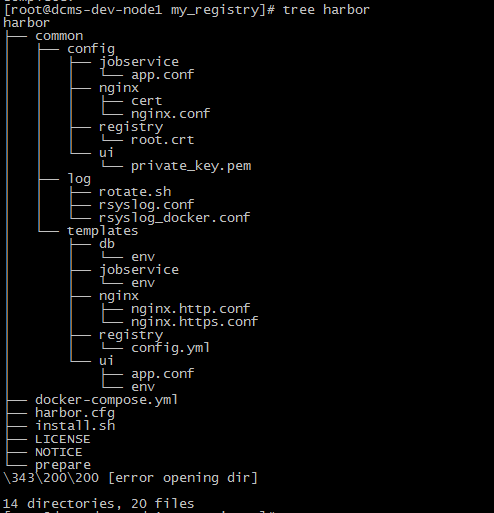 [root@dcms-dev-node1 my_registry]# tree harbor
harbor
├── common
│   ├── config
│   │   ├── jobservice
│   │   │   └── app.conf
│   │   ├── nginx
│   │   │   ├── cert
│   │   │   └── nginx.conf
│   │   ├── registry
│   │   │   └── root.crt
│   │   └── ui
│   │       └── private_key.pem
│   ├── log
│   │   ├── rotate.sh
│   │   ├── rsyslog.conf
│   │   └── rsyslog_docker.conf
│   └── templates
│       ├── db
│       │   └── env
│       ├── jobservice
│       │   └── env
│       ├── nginx
│       │   ├── nginx.http.conf
│       │   └── nginx.https.conf
│       ├── registry
│       │   └── config.yml
│       └── ui
│           ├── app.conf
│           └── env
├── docker-compose.yml
├── harbor.cfg
├── install.sh
├── LICENSE
├── NOTICE
└── prepare
\343\200\200 [error opening dir]
14 directories, 20 files